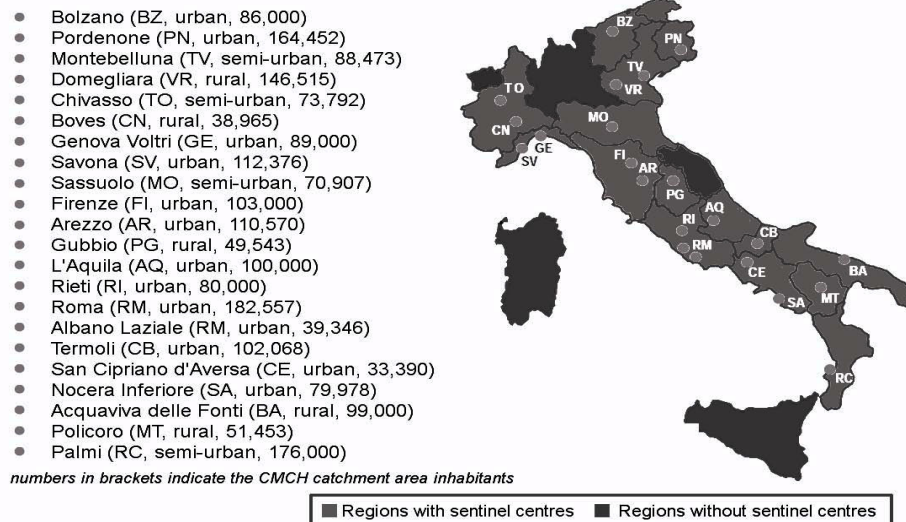 Bolzano (BZ, urban, 86,000)
Pordenone (PN, urban, 164,452)
Montebelluna (TV, semi-urban, 88,473)
Domegliara (VR, rural, 146,515)
Chivasso (TO, semi-urban, 73,792)
Boves (CN, rural, 38,965)
Genova Voltri (GE, urban, 89,000)
Savona (SV, urban, 112,376)
Sassuolo (MO, semi-urban, 70,907)
Firenze (FI, urban, 103,000)
Arezzo (AR, urban, 110,570)
Gubbio (PG, rural, 49,543)
L'Aquila (AQ, urban, 100,000)
Rieti (RI, urban, 80,000)
Roma (RM, urban, 182,557)
Albano Laziale (RM, urban, 39,346)
Termoli (CB, urban, 102,068)
San Cipriano d'Aversa (CE, urban, 33,390)
Nocera Inferiore (SA, urban, 79,978)
Acquaviva delle Fonti (BA, rural, 99,000)
Policoro (MT, rural, 51,453)
Palmi (RC, semi-urban, 176,000)
numbers in brackets indicate the CMCH catchment area inhabitants
BZ
PN
TV
VR
TO
MO
CN
GE
SV
FI
AR
PG
AQ
RI
CB
RM
CE
BA
SA
MT
RC
Regions with sentinel centres
Regions without sentinel centres